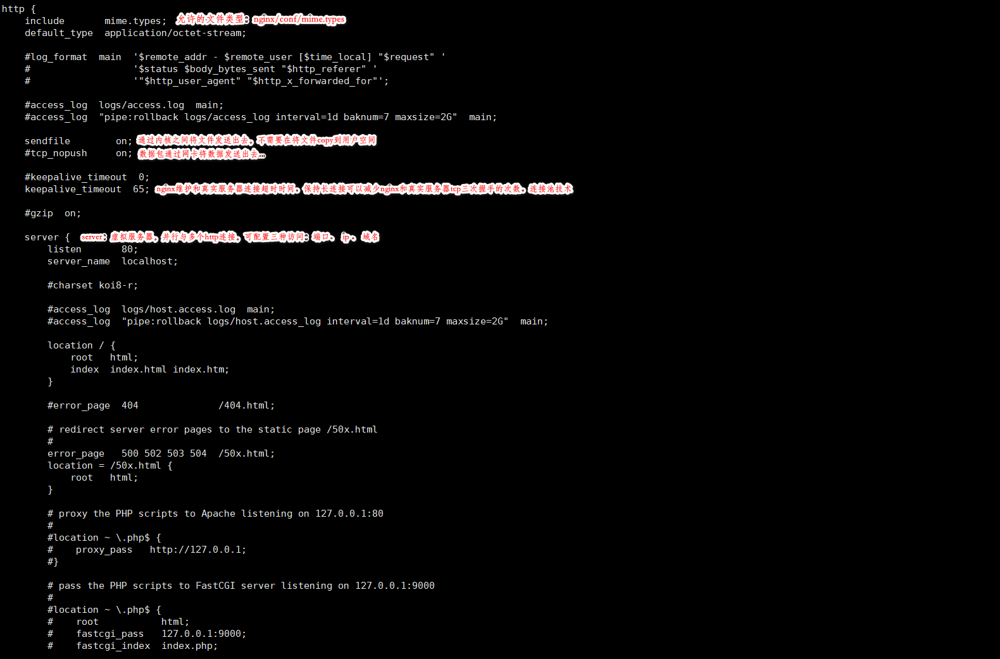 http {
    include       mime.types;  允许的文件类型：nginx/conf/mime.types
    default_type  application/octet-stream;
    #log_format  main  '$remote_addr - $remote_user [$time_local] "$request" '
    #                  '$status $body_bytes_sent "$http_referer" '
    #                  '"$http_user_agent" "$http_x_forwarded_for"';
    #access_log  logs/access.log  main;
    #access_log  "pipe:rollback logs/access_log interval=1d baknum=7 maxsize=2G"  main;
    sendfile        on; 通过内核之间将文件发送出去。不需要在将文件copy到用户空间
    #tcp_nopush     on; 数据包通过网卡将数据发送出去...
    #keepalive_timeout  0;
    keepalive_timeout  65; nginx维护和真实服务器连接超时时间。保持长连接可以减少nginx和真实服务器tcp三次握手的次数。连接池技术
    #gzip  on;
    server {  server：虚拟服务器。并行与多个http连接。可配置三种访问：端口、ip、域名
        listen       80;
        server_name  localhost;
        #charset koi8-r;
        #access_log  logs/host.access.log  main;
        #access_log  "pipe:rollback logs/host.access_log interval=1d baknum=7 maxsize=2G"  main;
        location / {
            root   html;
            index  index.html index.htm;
        }
        #error_page  404              /404.html;
        # redirect server error pages to the static page /50x.html
        #
        error_page   500 502 503 504  /50x.html;
        location = /50x.html {
            root   html;
        }
        # proxy the PHP scripts to Apache listening on 127.0.0.1:80
        #
        #location ~ \.php$ {
        #    proxy_pass   http://127.0.0.1;
        #}
        # pass the PHP scripts to FastCGI server listening on 127.0.0.1:9000
        #
        #location ~ \.php$ {
        #    root           html;
        #    fastcgi_pass   127.0.0.1:9000;
        #    fastcgi_index  index.php;